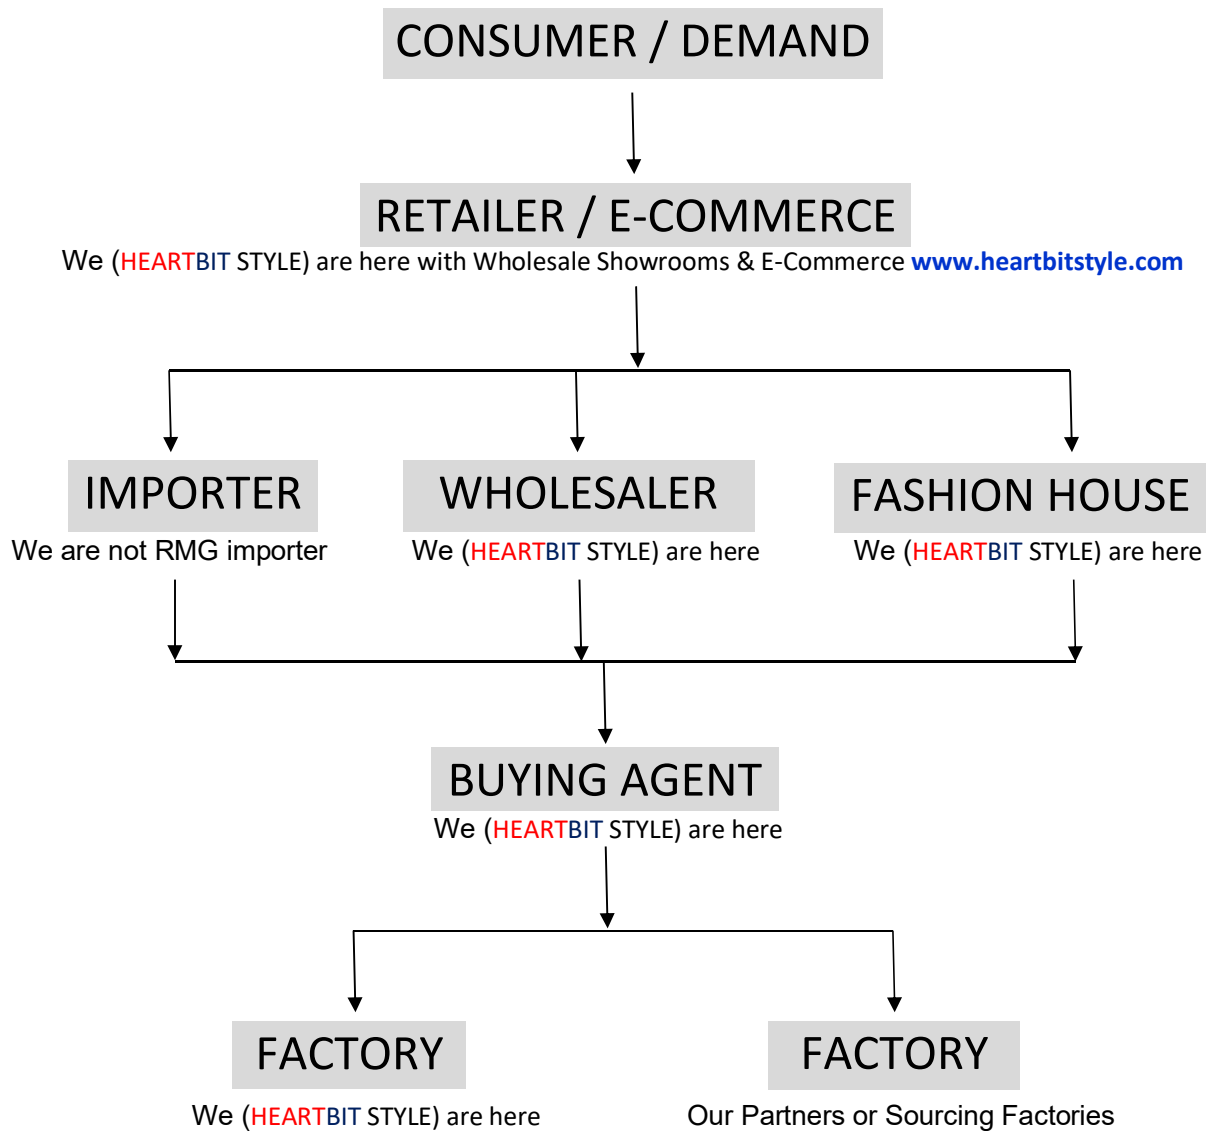 CONSUMER / DEMAND
RETAILER / E-COMMERCE
We (HEARTBIT STYLE) are here with Wholesale Showrooms & E-Commerce www.heartbitstyle.com
IMPORTER
We are not RMG importer
WHOLESALER
We (HEARTBIT STYLE) are here
FASHION HOUSE
We (HEARTBIT STYLE) are here
BUYING AGENT
We (HEARTBIT STYLE) are here
FACTORY
We (HEARTBIT STYLE) are here
FACTORY
Our Partners or Sourcing Factories